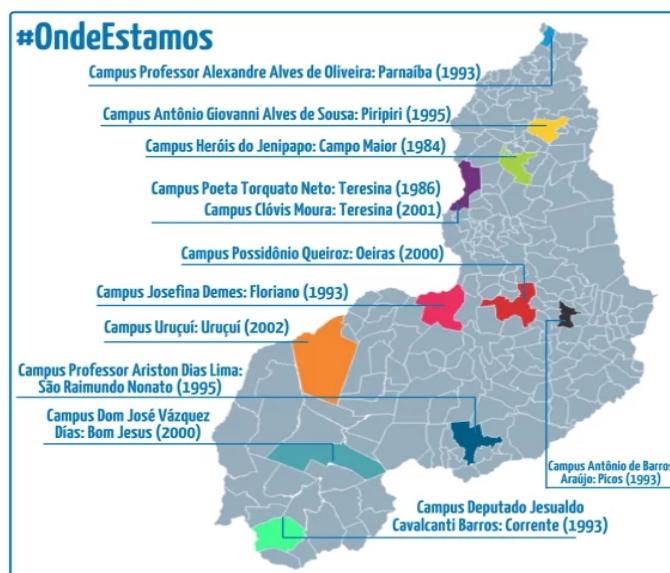 #OndeEstamos
Campus Professor Alexandre Alves de Oliveira: Parnaíba (1993)
Campus Antônio Giovanni Alves de Sousa: Piripiri (1995)
Campus Heróis do Jenipapo: Campo Maior (1984)
Campus Poeta Torquato Neto: Teresina (1986)
Campus Clóvis Moura: Teresina (2001)
Campus Possidônio Queiroz: Oeiras (2000)
Campus Josefina Demes: Floriano (1993)
Campus Uruçuí: Uruçuí (2002)
Campus Professor Ariston Dias Lima:
São Raimundo Nonato (1995)
Campus Dom José Vázquez
Días: Bom Jesus (2000)
Campus Antônio de Barros
Araújo: Picos (1993)
Campus Deputado Jesualdo
Cavalcanti Barros: Corrente (1993)